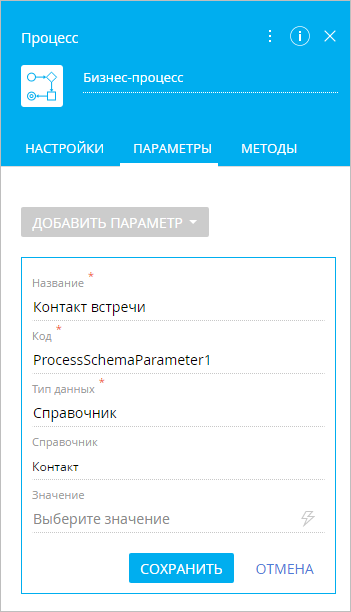 Процесс
Бизнес-процесс
НАСТРОЙКИ ПАРАМЕТРЫ МЕТОДЫ
ДОБАВИТЬ ПАРАМЕТР
Название *
Контакт встречи
Код *
ProcessSchemaParameter1
Тип данных *
Справочник
Справочник
Контакт
Значение
Выберите значение
СОХРАНИТЬ ОТМЕНА